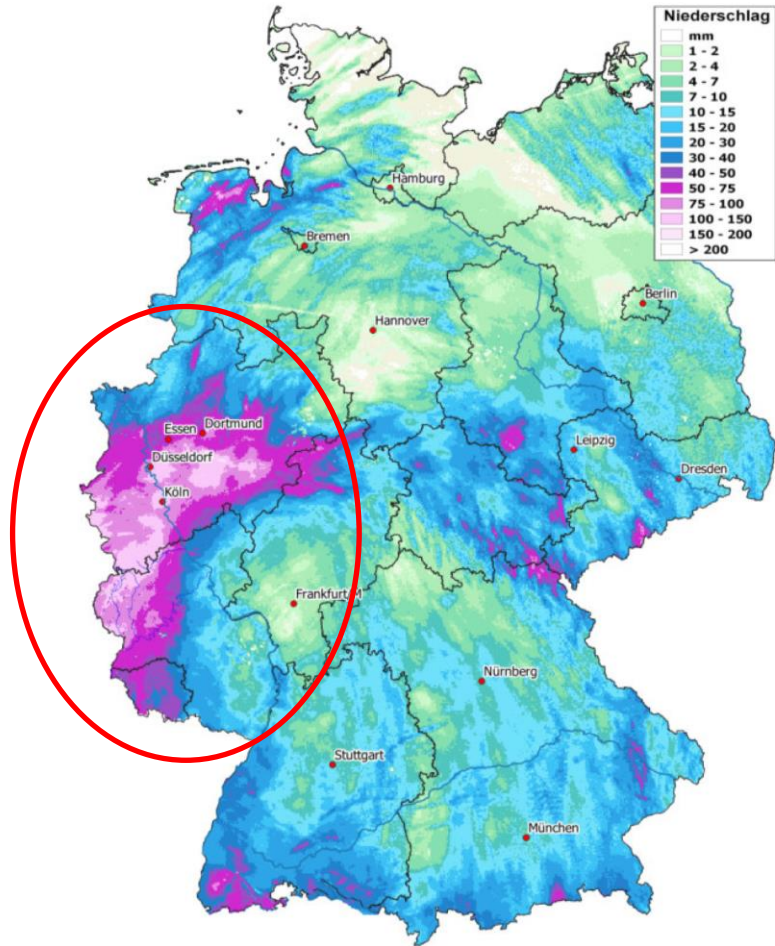 Niederschlag
mm
1 - 2
2 - 4
4 - 7
7 - 10
10 - 15
15 - 20
20 - 30
30 - 40
40 - 50
50 - 75
75 - 100
100 - 150
150 - 200
> 200
Hamburg
Bremen
Berlin
Hannover
Dortmund
Essen
Leipzig
Düsseldorf
Dresden
Köln
Frankfurt/M
Nürnberg
Stuttgart
München